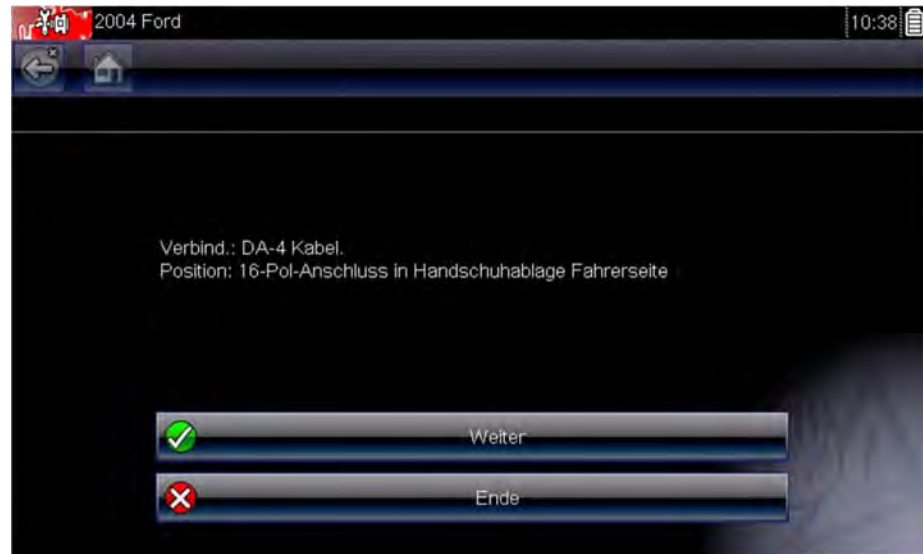 2004 Ford
10:38
Verbind.: DA-4 Kabel.
Position: 16-Pol-Anschluss in Handschuhablage Fahrerseite
Weiter
Ende